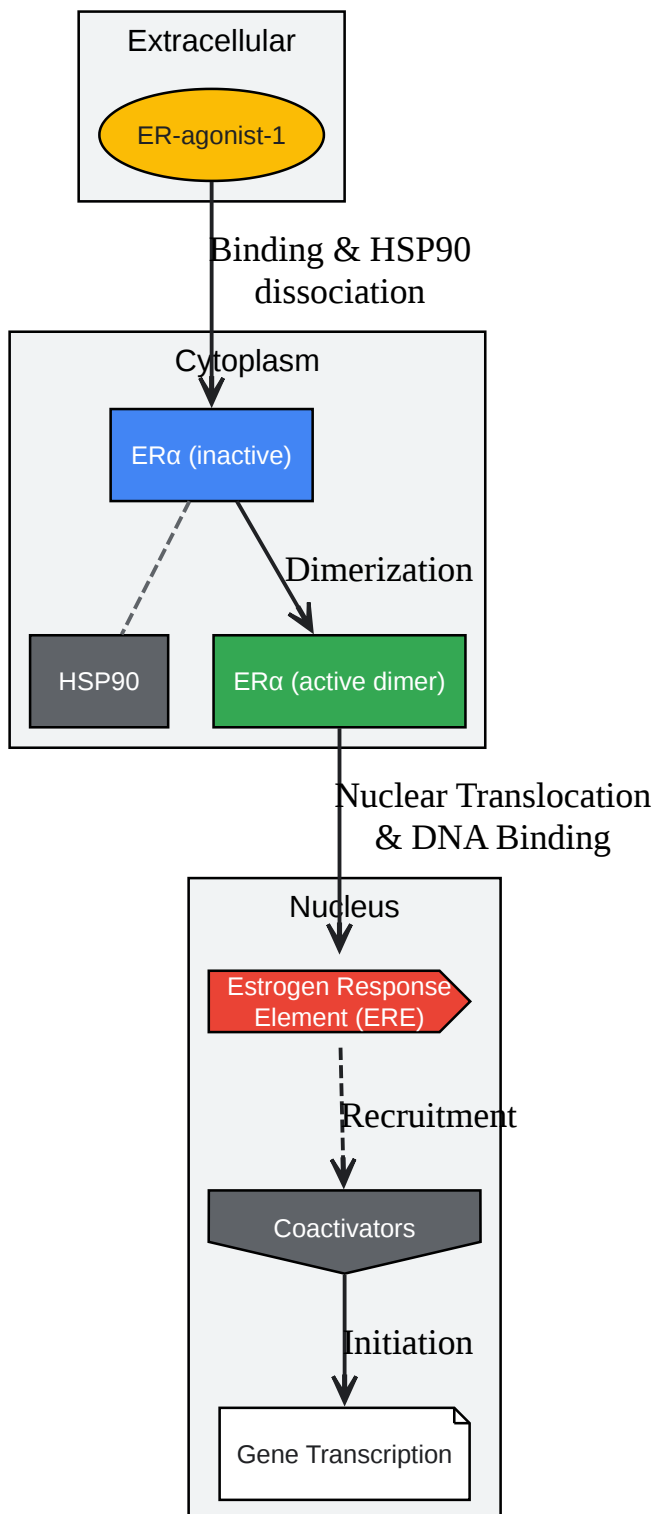 Extracellular
ER-agonist-1
Binding & HSP90
dissociation
Cytoplasm
ERα (inactive)
Dimerization
HSP90
ERα (active dimer)
Nuclear Translocation
& DNA Binding
Nucleus
Estrogen Response
Element (ERE)
Recruitment
Coactivators
Initiation
Gene Transcription